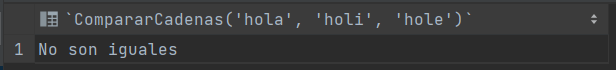 `CompararCadenas('hola', 'holi', 'hole')`
1 No son iguales